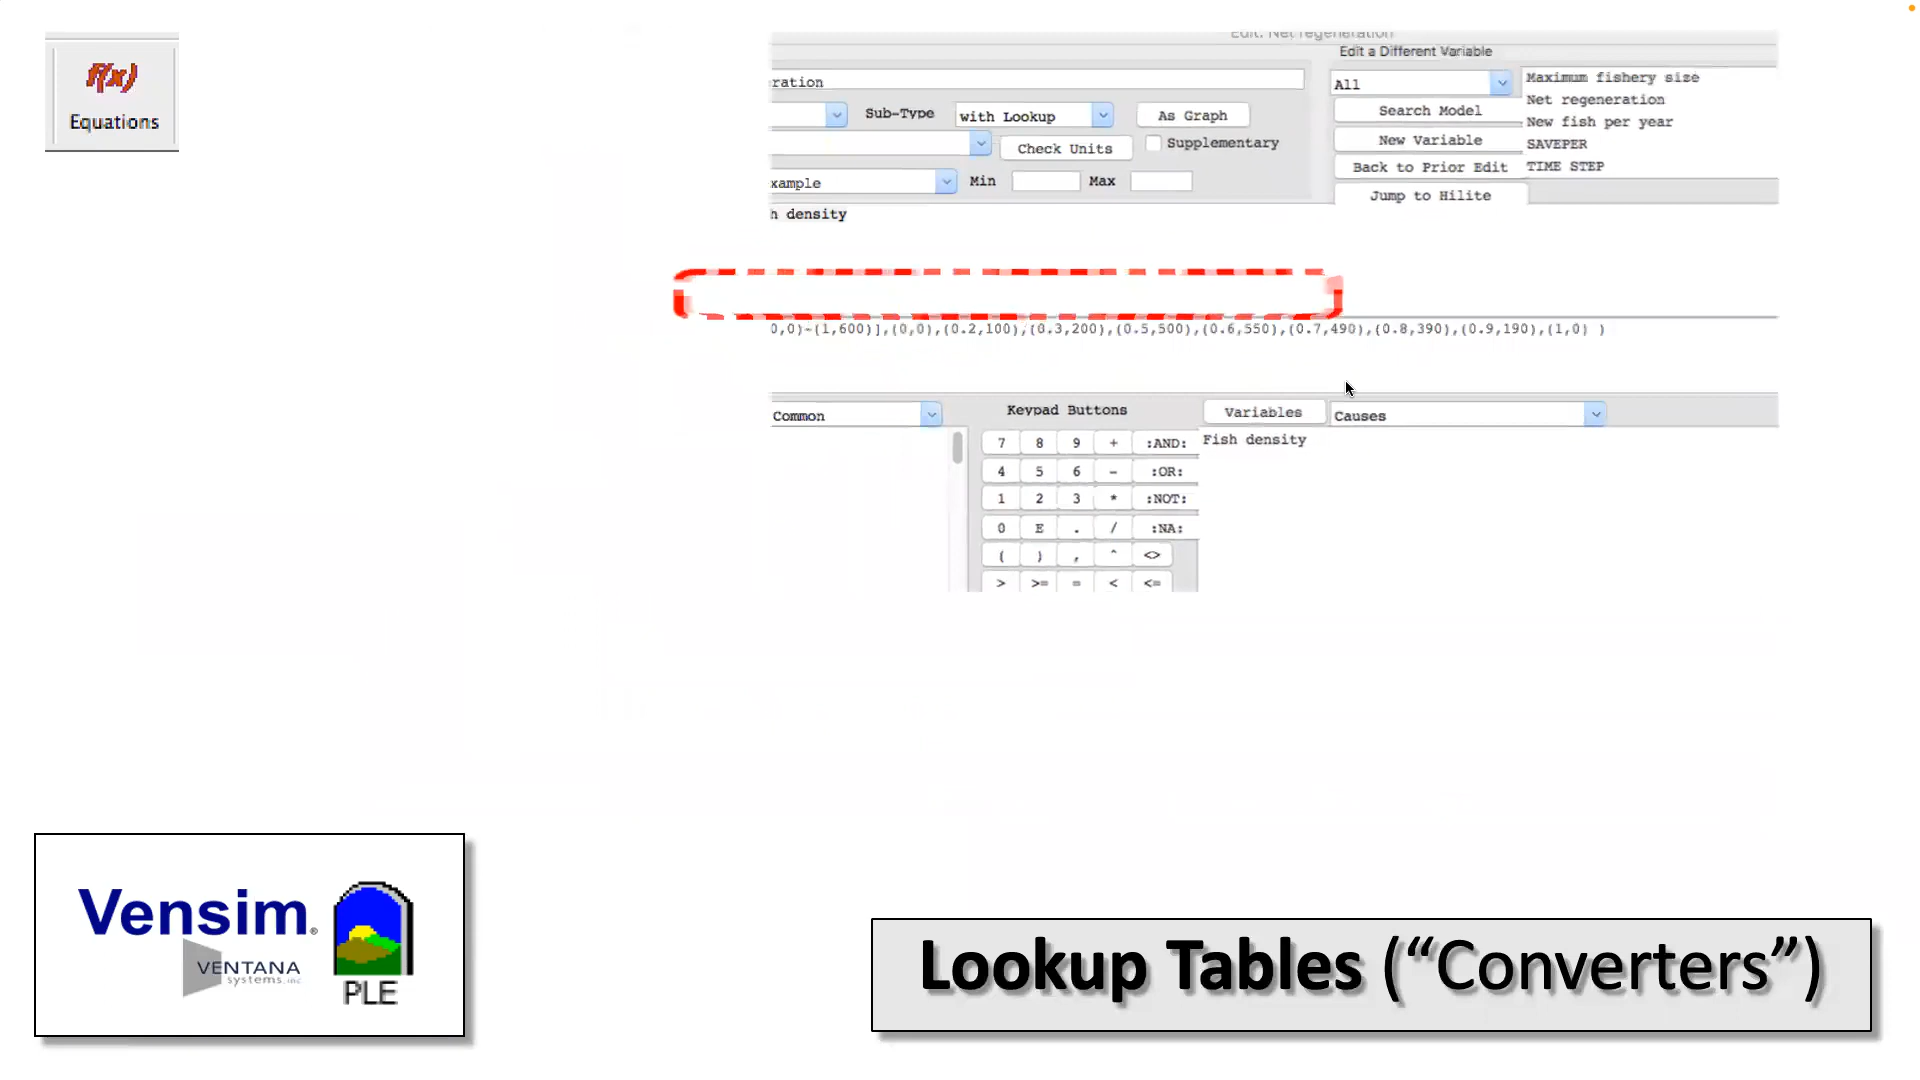 f(x)
Equations
Edit: Net regeneration
Edit a Different Variable
ration
All
Maximum fishery size
Net regeneration
New fish per year
SAVEPER
TIME STEP
Sub-Type with Lookup As Graph
Search Model
Check Units Supplementary
New Variable
xample Min Max
Back to Prior Edit
Jump to Hilite
h density
0,0)-(1,600)],(0,0),(0.2,100),(0.3,200),(0.5,500),(0.6,550),(0.7,490),(0.8,390),(0.9,190),(1,0) )
Common Keypad Buttons Variables Causes
Fish density
7 8 9 + :AND:
4 5 6 - :OR:
1 2 3 * :NOT:
0 E . / :NA:
( ) , ^ <>
> >= = < <=
Vensim®
VENTANA
systems, inc
PLE
Lookup Tables (“Converters”)